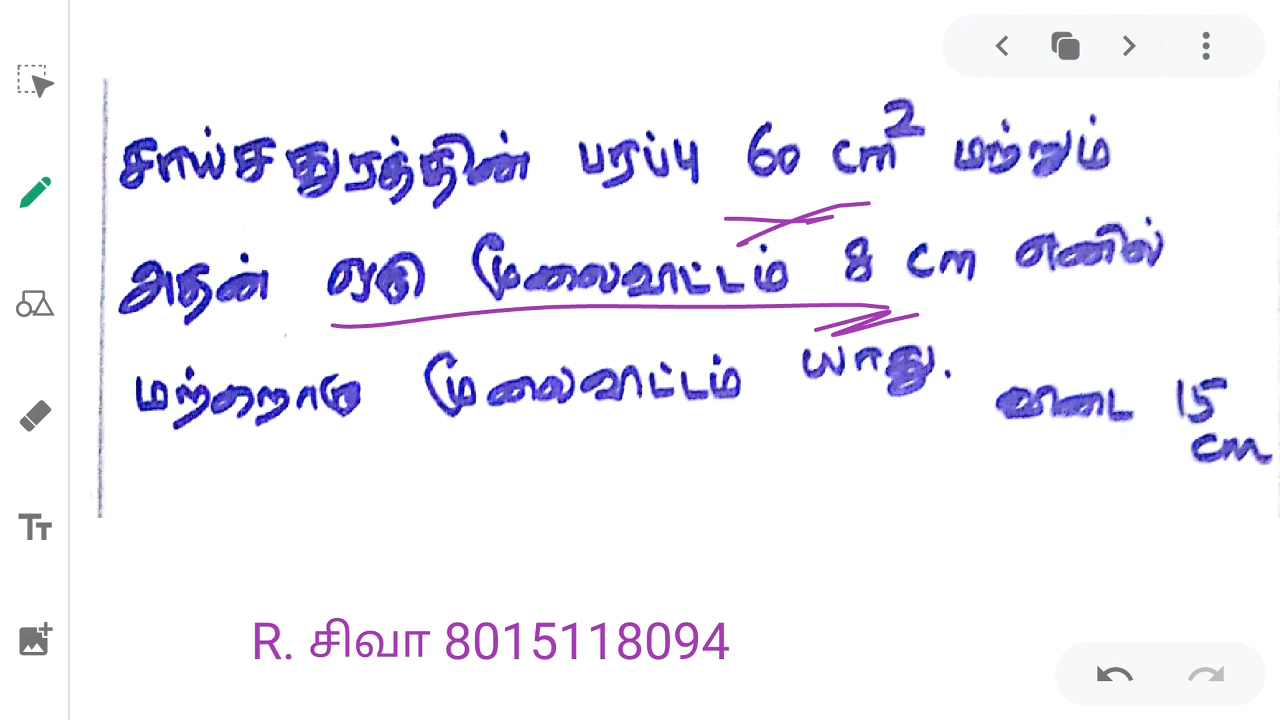 சாய்சதுரத்தின் பரப்பு 60 cm² மற்றும்
அதன் ஒரு மூலைவிட்டம் 8 cm எனில்
மற்றொரு மூலைவிட்டம் யாது.
விடை 15
cm
R. சிவா 8015118094